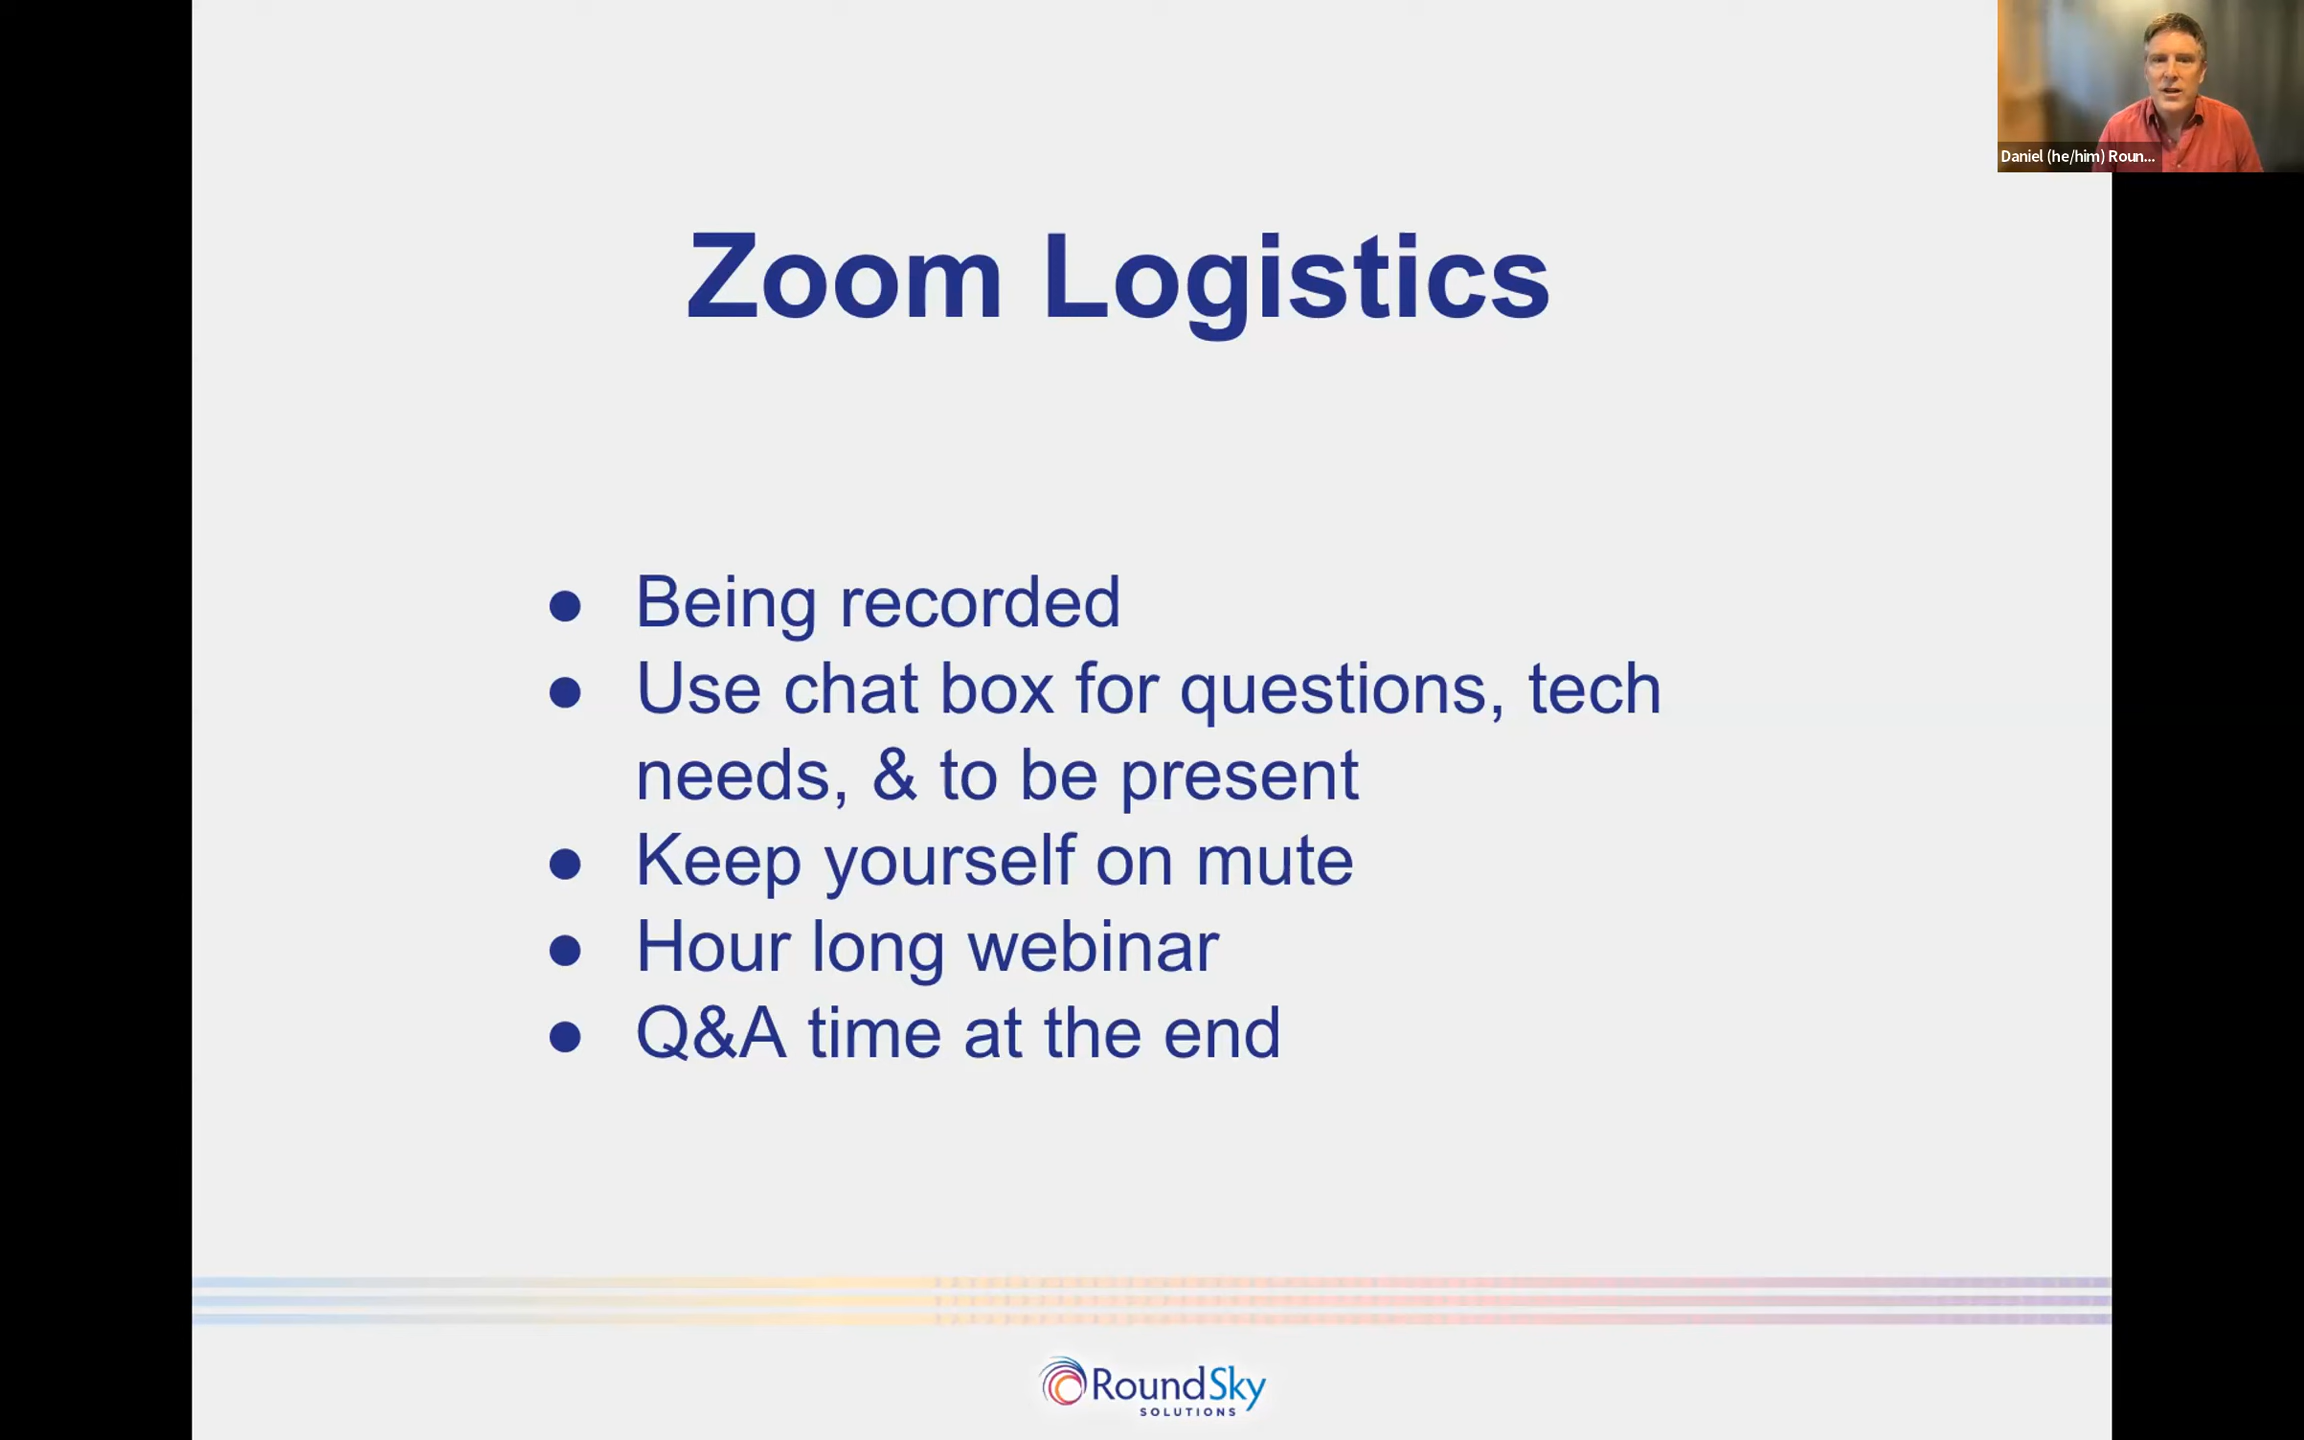 Daniel (he/him) Roun...
Zoom Logistics
● Being recorded
● Use chat box for questions, tech
needs, & to be present
● Keep yourself on mute
● Hour long webinar
● Q&A time at the end
RoundSky
SOLUTIONS